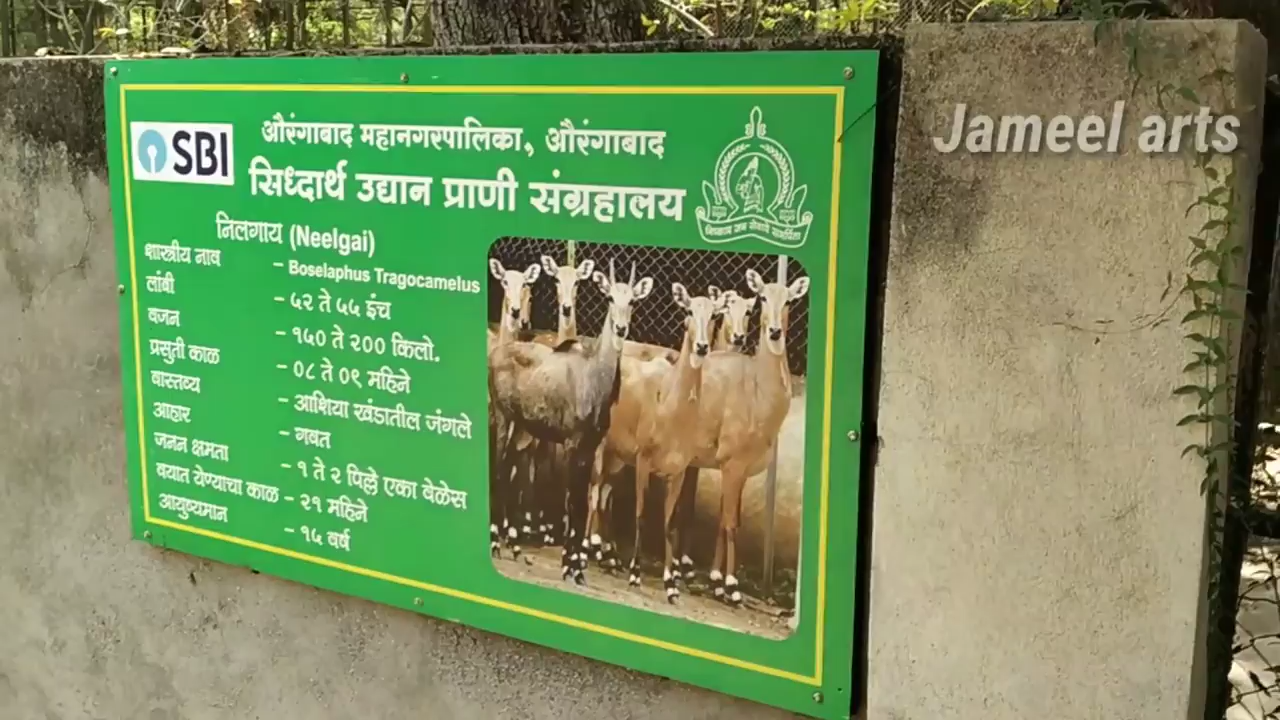 Jameel arts
SBI
औरंगाबाद महानगरपालिका, औरंगाबाद
सिध्दार्थ उद्यान प्राणी संग्रहालय
निलगाय (Neelgai)
शास्त्रीय नाव – Boselaphus Tragocamelus
लांबी – ५२ ते ५५ इंच
वजन – १५० ते २०० किलो.
प्रसुती काळ – ०८ ते ०९ महिने
वास्तव्य – आशिया खंडातील जंगले
आहार – गवत
जनन क्षमता – १ ते २ पिल्ले एका वेळेस
वयात येण्याचा काळ – २१ महिने
आयुष्यमान – १५ वर्ष